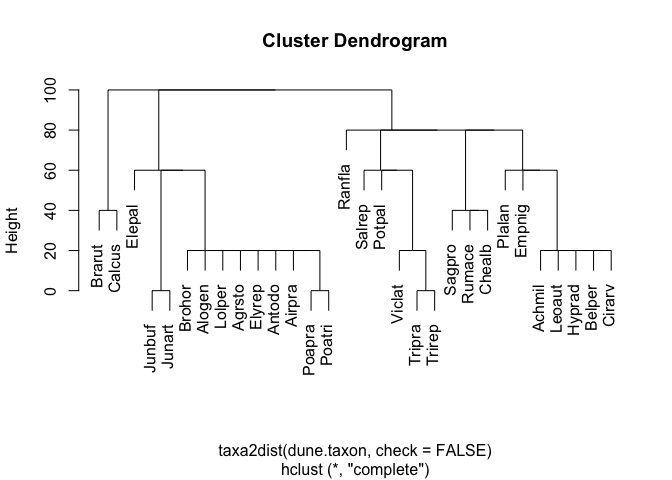 Cluster Dendrogram
Height
100
80
60
40
20
0
Brarut
Calcus
Elepal
Junbuf
Junart
Brohor
Alogen
Lolper
Agrsto
Elyrep
Antodo
Airpra
Poapra
Poatri
Ranfla
Salrep
Potpal
Viclat
Tripra
Trirep
Sagpro
Rumace
Chealb
Plalan
Empnig
Achmil
Leoaut
Hyprad
Belper
Cirarv
taxa2dist(dune.taxon, check = FALSE)
hclust (*, "complete")